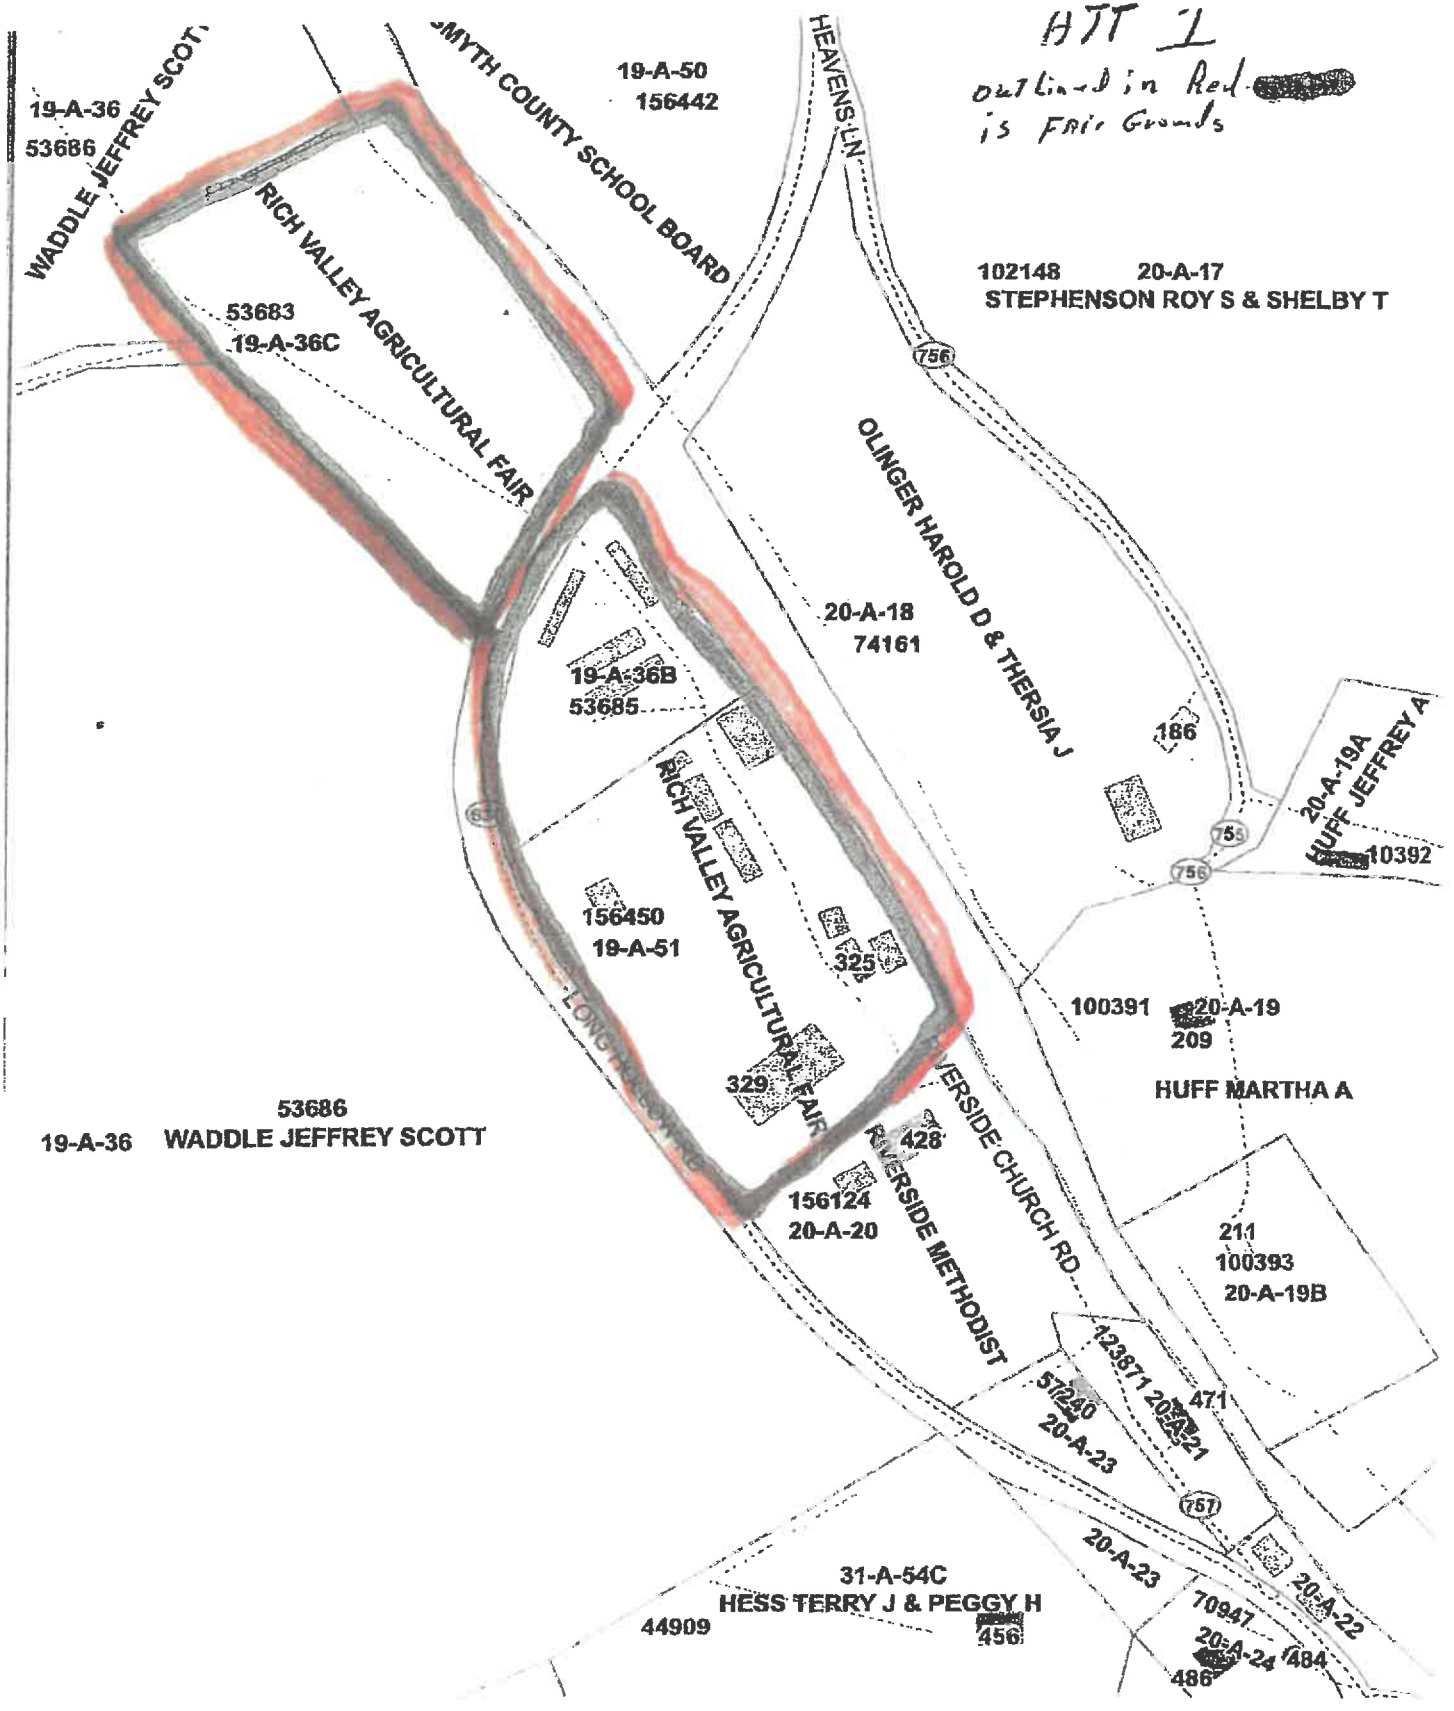 ATT 1
outlined in Red
is Fair Grounds
19-A-36
53686
WADDLE JEFFREY SCOTT
SMYTH COUNTY SCHOOL BOARD
19-A-50
156442
HEAVENS LN
102148 20-A-17
STEPHENSON ROY S & SHELBY T
RICH VALLEY AGRICULTURAL FAIR
53683
19-A-36C
756
OLINGER HAROLD D & THERSIA J
20-A-18
74161
19-A-36B
53685
186
20-A-19A
HUFF JEFFREY A
10392
755
756
RICH VALLEY AGRICULTURAL FAIR
156450
19-A-51
325
329
100391 20-A-19
209
HUFF MARTHA A
53686
19-A-36 WADDLE JEFFREY SCOTT
RIVERSIDE CHURCH RD
428
RIVERSIDE METHODIST
156124
20-A-20
211
100393
20-A-19B
123871 20-A-21
471
57240
20-A-23
757
20-A-23
20-A-22
31-A-54C
HESS TERRY J & PEGGY H
44909
456
70947
20-A-24
484
486